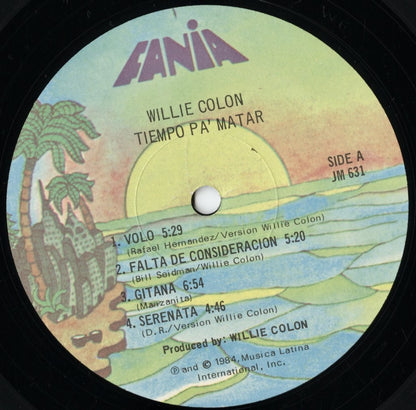 FANIA
WILLIE COLON
TIEMPO PA' MATAR
SIDE A
JM 631
1. VOLO 5:29
(Rafael Hernandez/Version Willie Colon)
2. FALTA DE CONSIDERACION 5:20
(Bill Seidman/Willie Colon)
3. GITANA 6:54
(Manzanita)
4. SERENATA 4:46
(D.R./Version Willie Colon)
Produced by: WILLIE COLON
℗ and © 1984, Musica Latina
International, Inc.